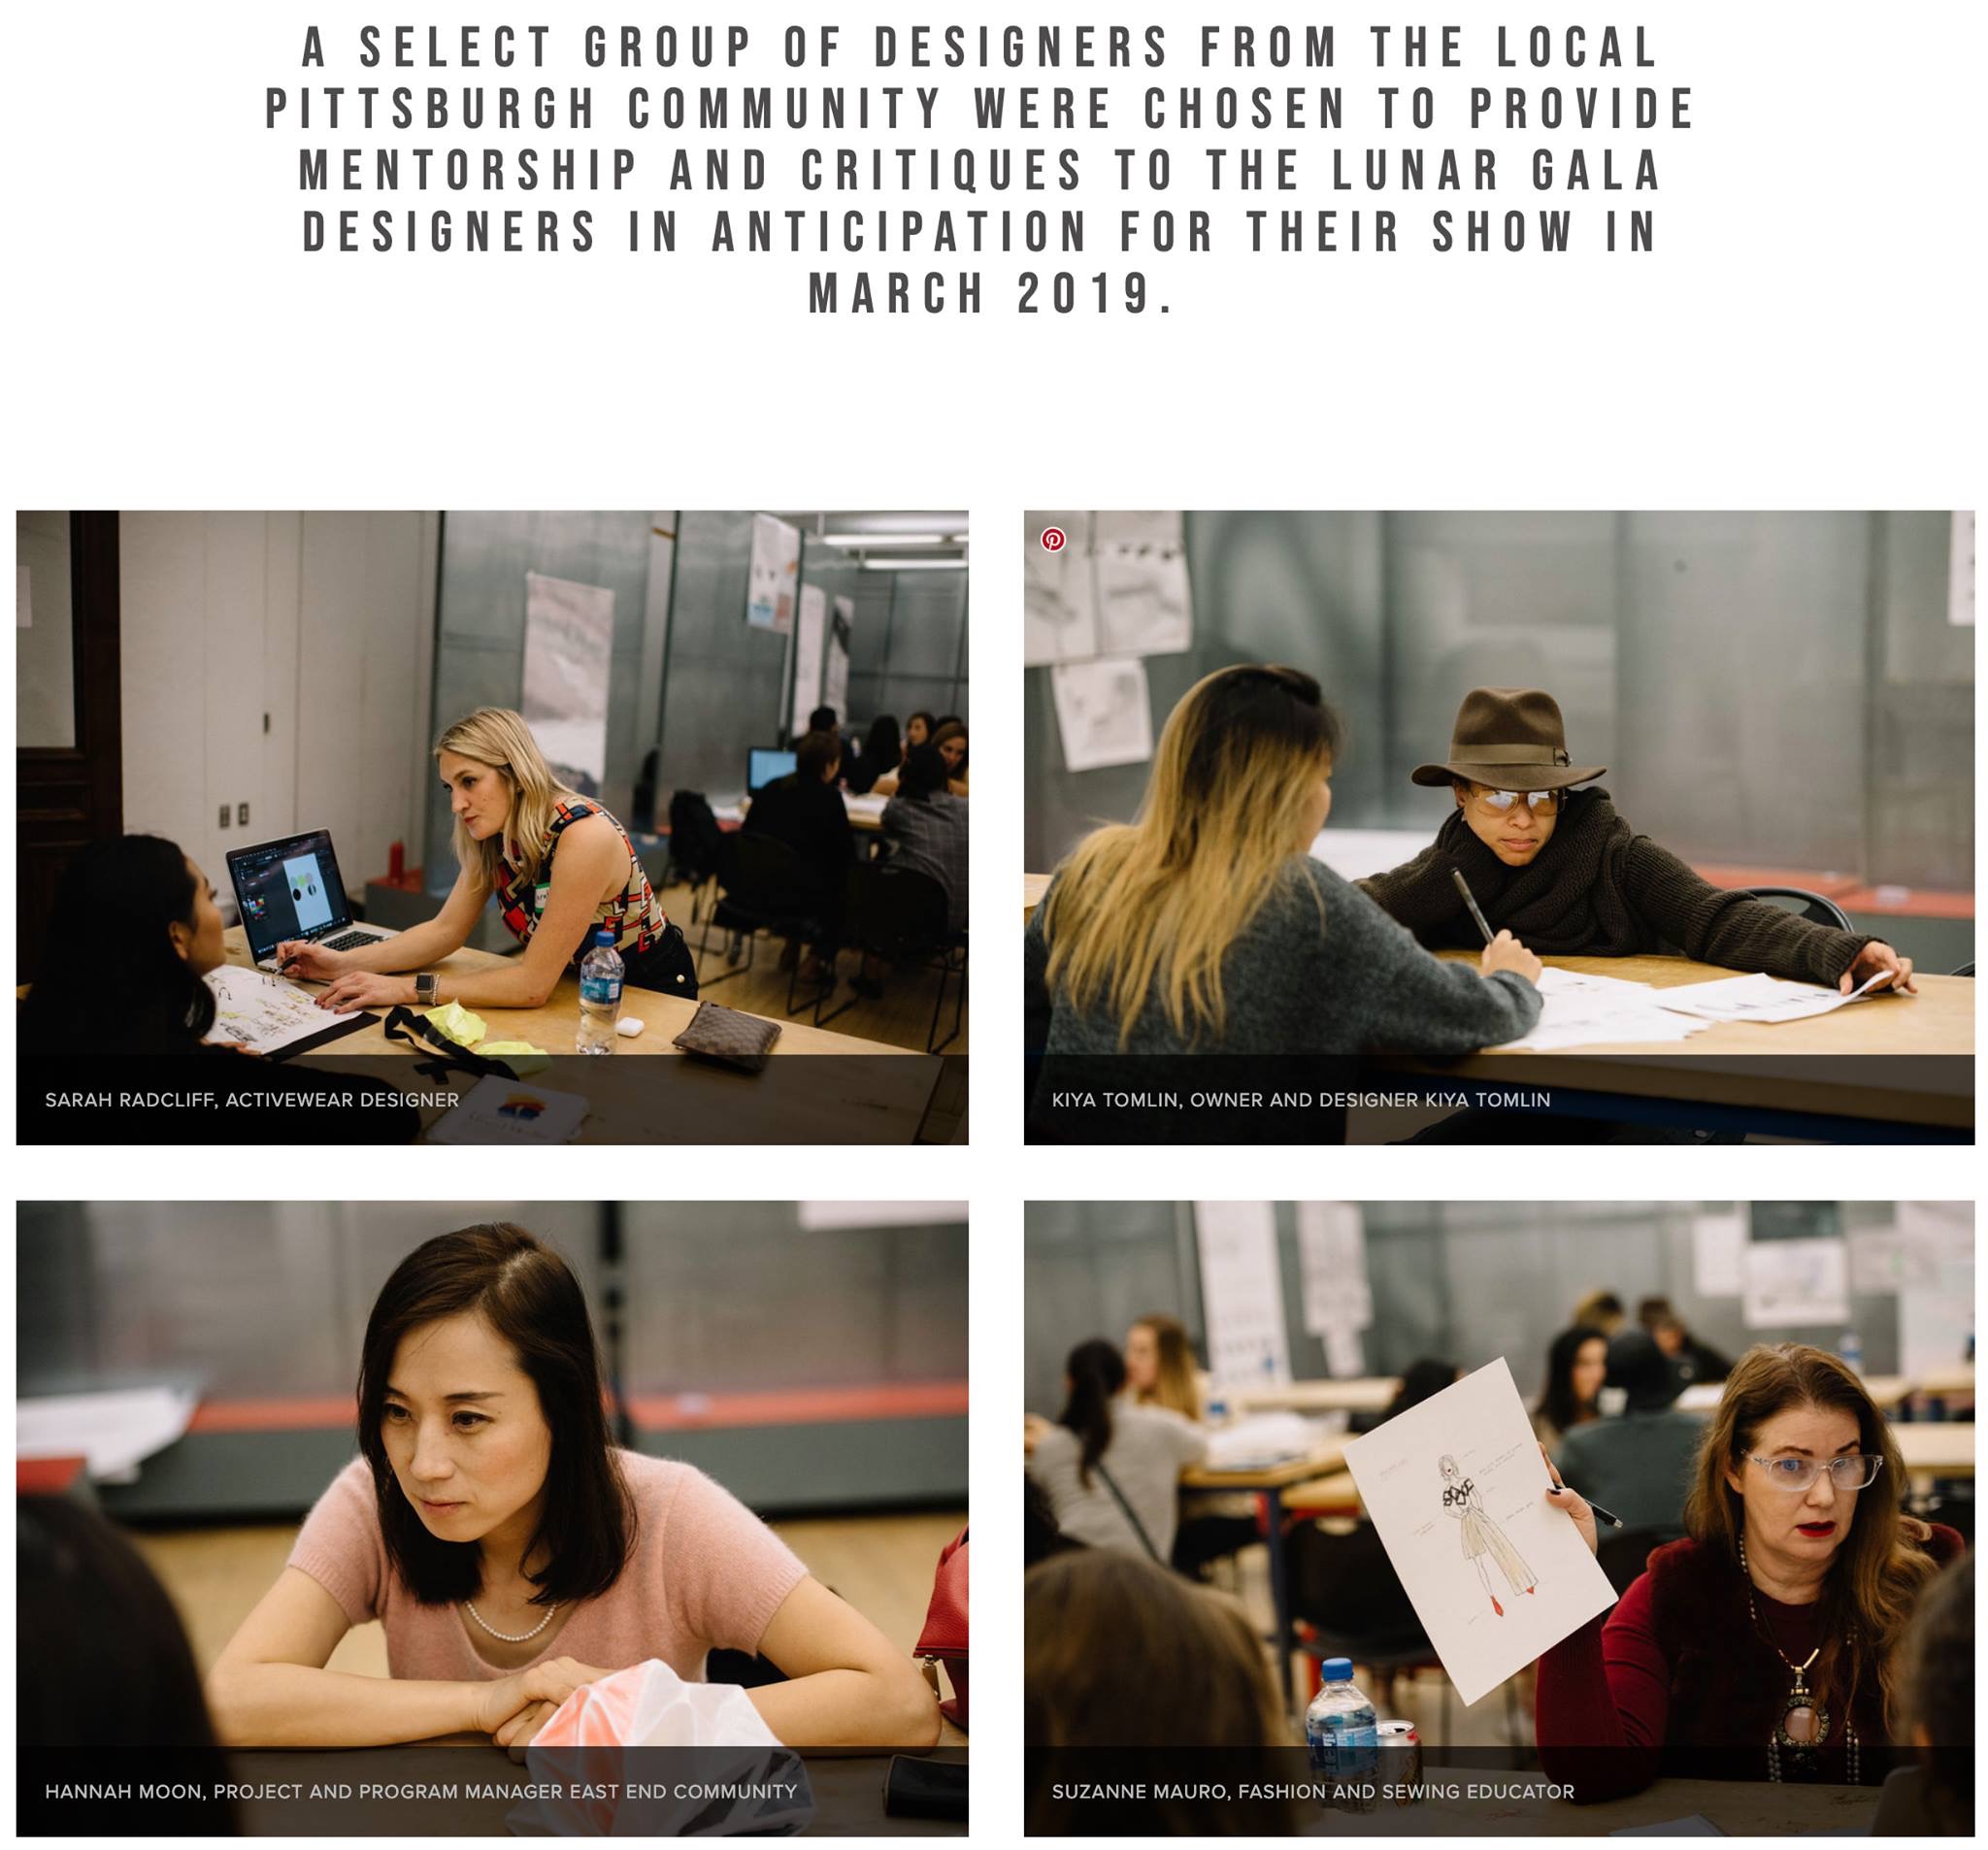 A SELECT GROUP OF DESIGNERS FROM THE LOCAL
PITTSBURGH COMMUNITY WERE CHOSEN TO PROVIDE
MENTORSHIP AND CRITIQUES TO THE LUNAR GALA
DESIGNERS IN ANTICIPATION FOR THEIR SHOW IN
MARCH 2019.
SARAH RADCLIFF, ACTIVEWEAR DESIGNER
KIYA TOMLIN, OWNER AND DESIGNER KIYA TOMLIN
HANNAH MOON, PROJECT AND PROGRAM MANAGER EAST END COMMUNITY
SUZANNE MAURO, FASHION AND SEWING EDUCATOR